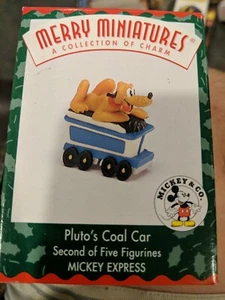 MERRY MINIATURES
A COLLECTION OF CHARM
MICKEY & CO.
Pluto's Coal Car
Second of Five Figurines
MICKEY EXPRESS